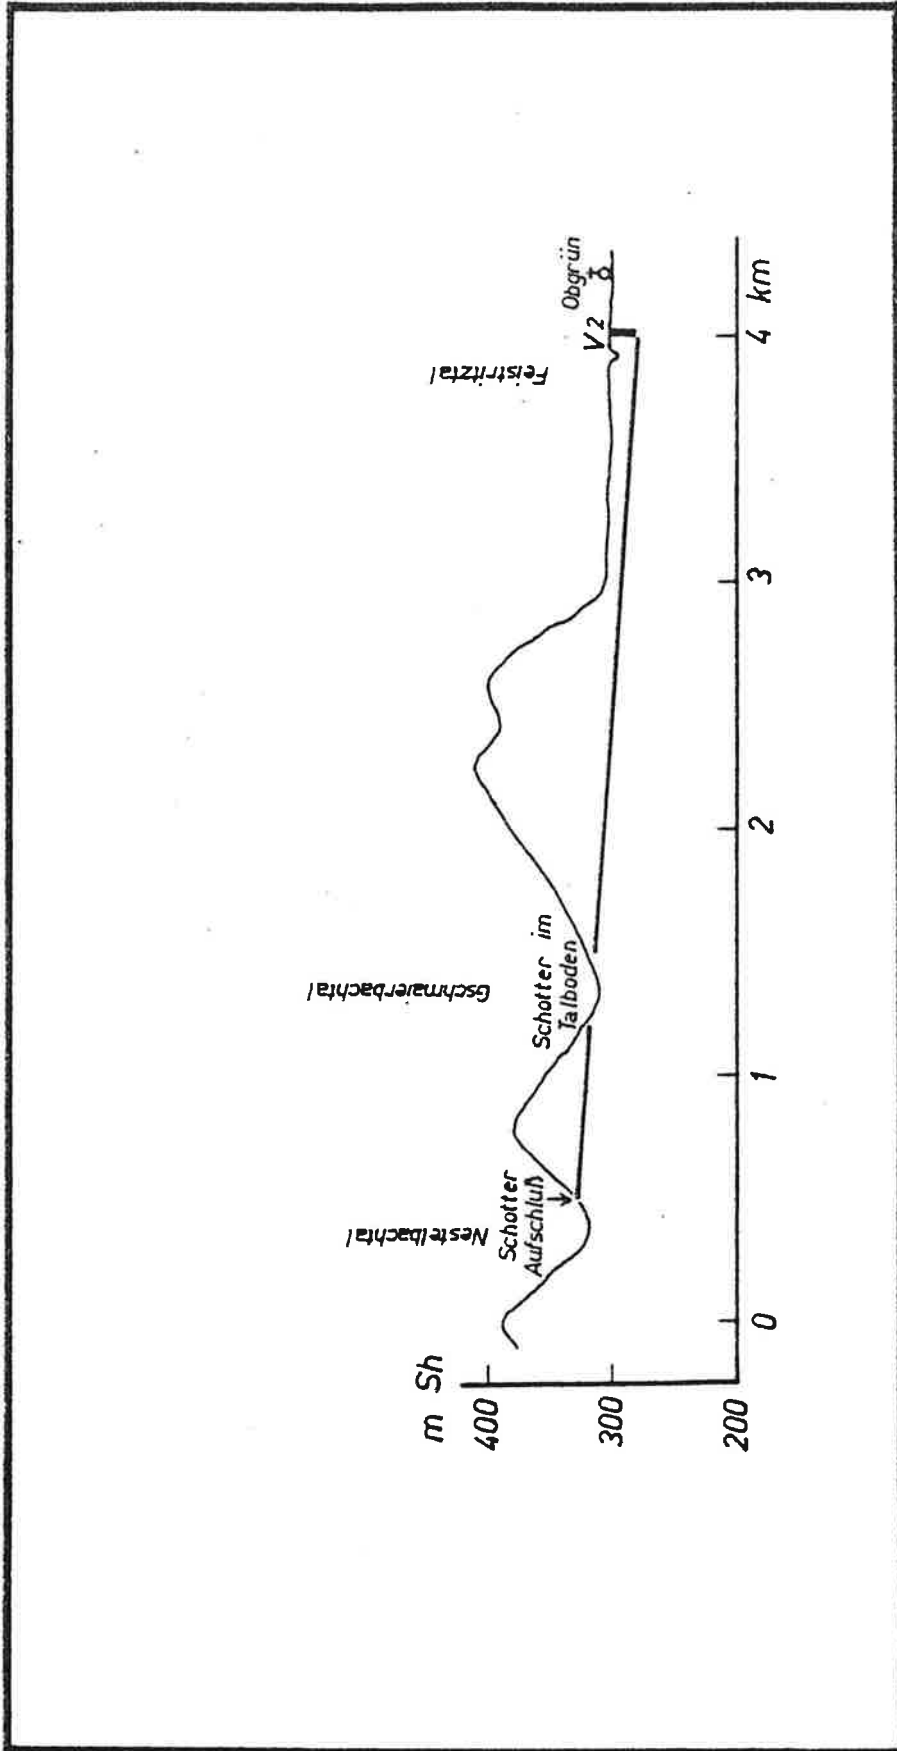 Nestelbachtal
Gschmaierbachtal
Feistritztal
m Sh
400
300
200
Schotter
Aufschluß
Schotter im
Talboden
V2
Obgrün
0
1
2
3
4
km